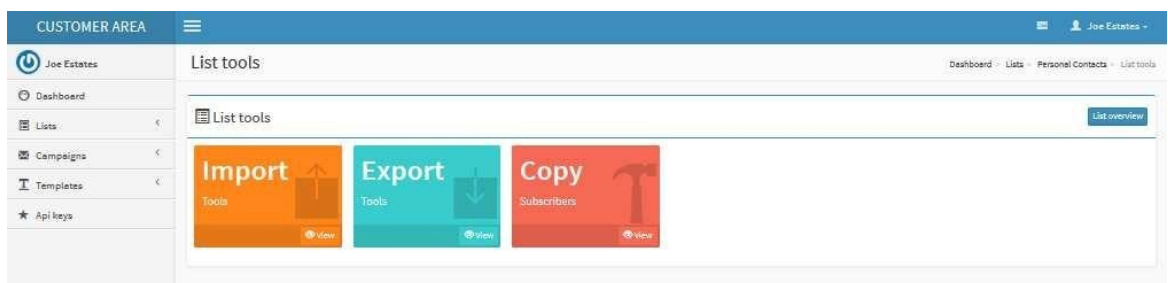 CUSTOMER AREA
Joe Estates
Joe Estates
List tools
Dashboard Lists Personal Contacts List tools
Dashboard
Lists
Campaigns
Templates
Api keys
List tools
List overview
Import
Tools
View
Export
Tools
View
Copy
Subscribers
View